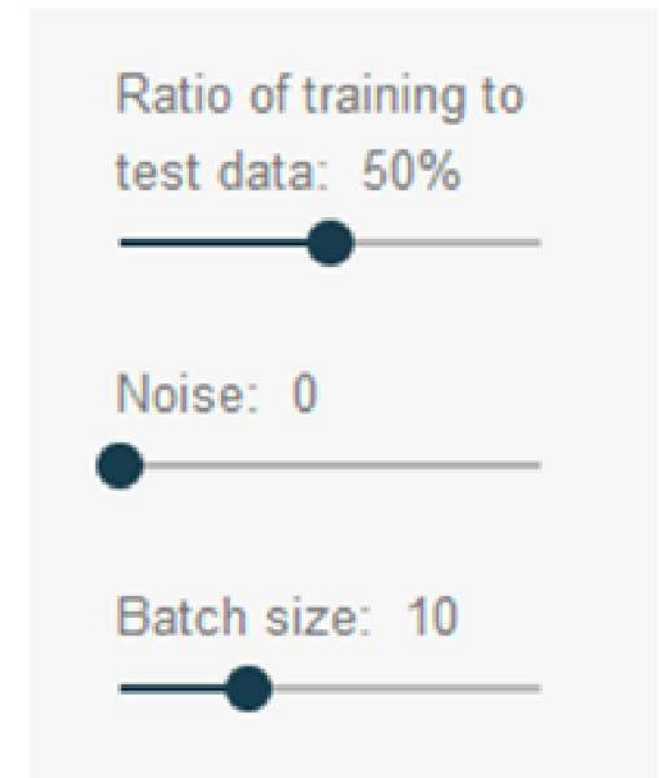 Ratio of training to
test data:  50%
Noise:  0
Batch size:  10